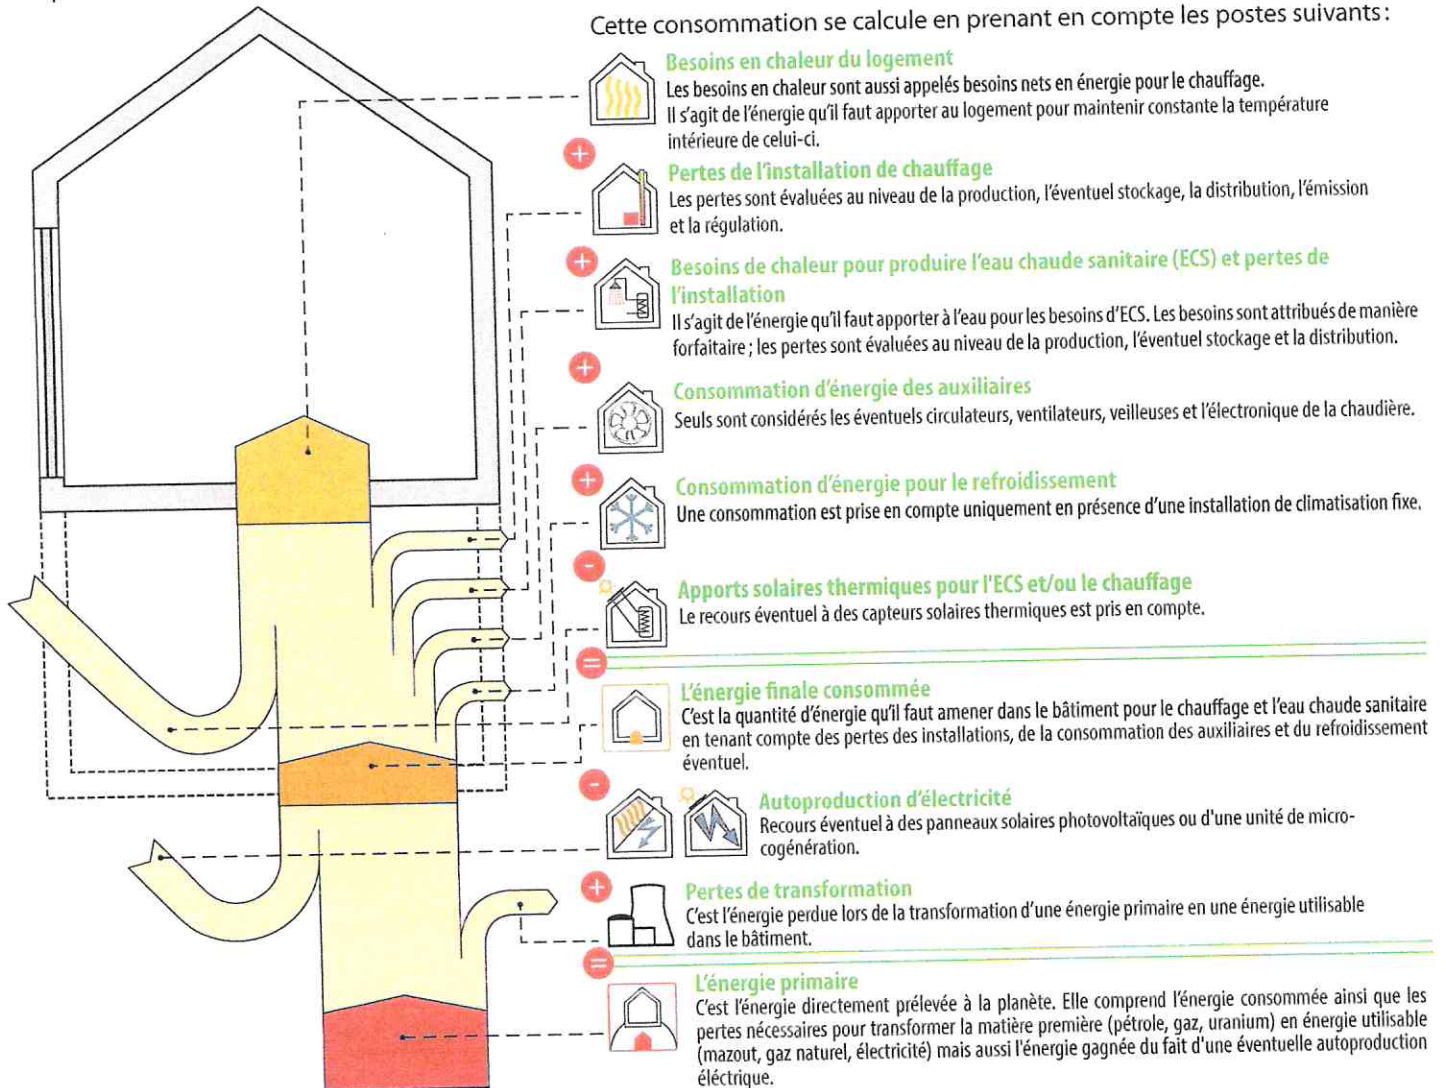 Cette consommation se calcule en prenant en compte les postes suivants :
Besoins en chaleur du logement
Les besoins en chaleur sont aussi appelés besoins nets en énergie pour le chauffage.
Il s'agit de l'énergie qu'il faut apporter au logement pour maintenir constante la température
intérieure de celui-ci.
+
Pertes de l'installation de chauffage
Les pertes sont évaluées au niveau de la production, l'éventuel stockage, la distribution, l'émission
et la régulation.
+
Besoins de chaleur pour produire l'eau chaude sanitaire (ECS) et pertes de
l'installation
Il s'agit de l'énergie qu'il faut apporter à l'eau pour les besoins d'ECS. Les besoins sont attribués de manière
forfaitaire ; les pertes sont évaluées au niveau de la production, l'éventuel stockage et la distribution.
+
Consommation d'énergie des auxiliaires
Seuls sont considérés les éventuels circulateurs, ventilateurs, veilleuses et l'électronique de la chaudière.
+
Consommation d'énergie pour le refroidissement
Une consommation est prise en compte uniquement en présence d'une installation de climatisation fixe.
-
Apports solaires thermiques pour l'ECS et/ou le chauffage
Le recours éventuel à des capteurs solaires thermiques est pris en compte.
=
L'énergie finale consommée
C'est la quantité d'énergie qu'il faut amener dans le bâtiment pour le chauffage et l'eau chaude sanitaire
en tenant compte des pertes des installations, de la consommation des auxiliaires et du refroidissement
éventuel.
-
Autoproduction d'électricité
Recours éventuel à des panneaux solaires photovoltaïques ou d'une unité de micro-
cogénération.
+
Pertes de transformation
C'est l'énergie perdue lors de la transformation d'une énergie primaire en une énergie utilisable
dans le bâtiment.
=
L'énergie primaire
C'est l'énergie directement prélevée à la planète. Elle comprend l'énergie consommée ainsi que les
pertes nécessaires pour transformer la matière première (pétrole, gaz, uranium) en énergie utilisable
(mazout, gaz naturel, électricité) mais aussi l'énergie gagnée du fait d'une éventuelle autoproduction
éléctrique.